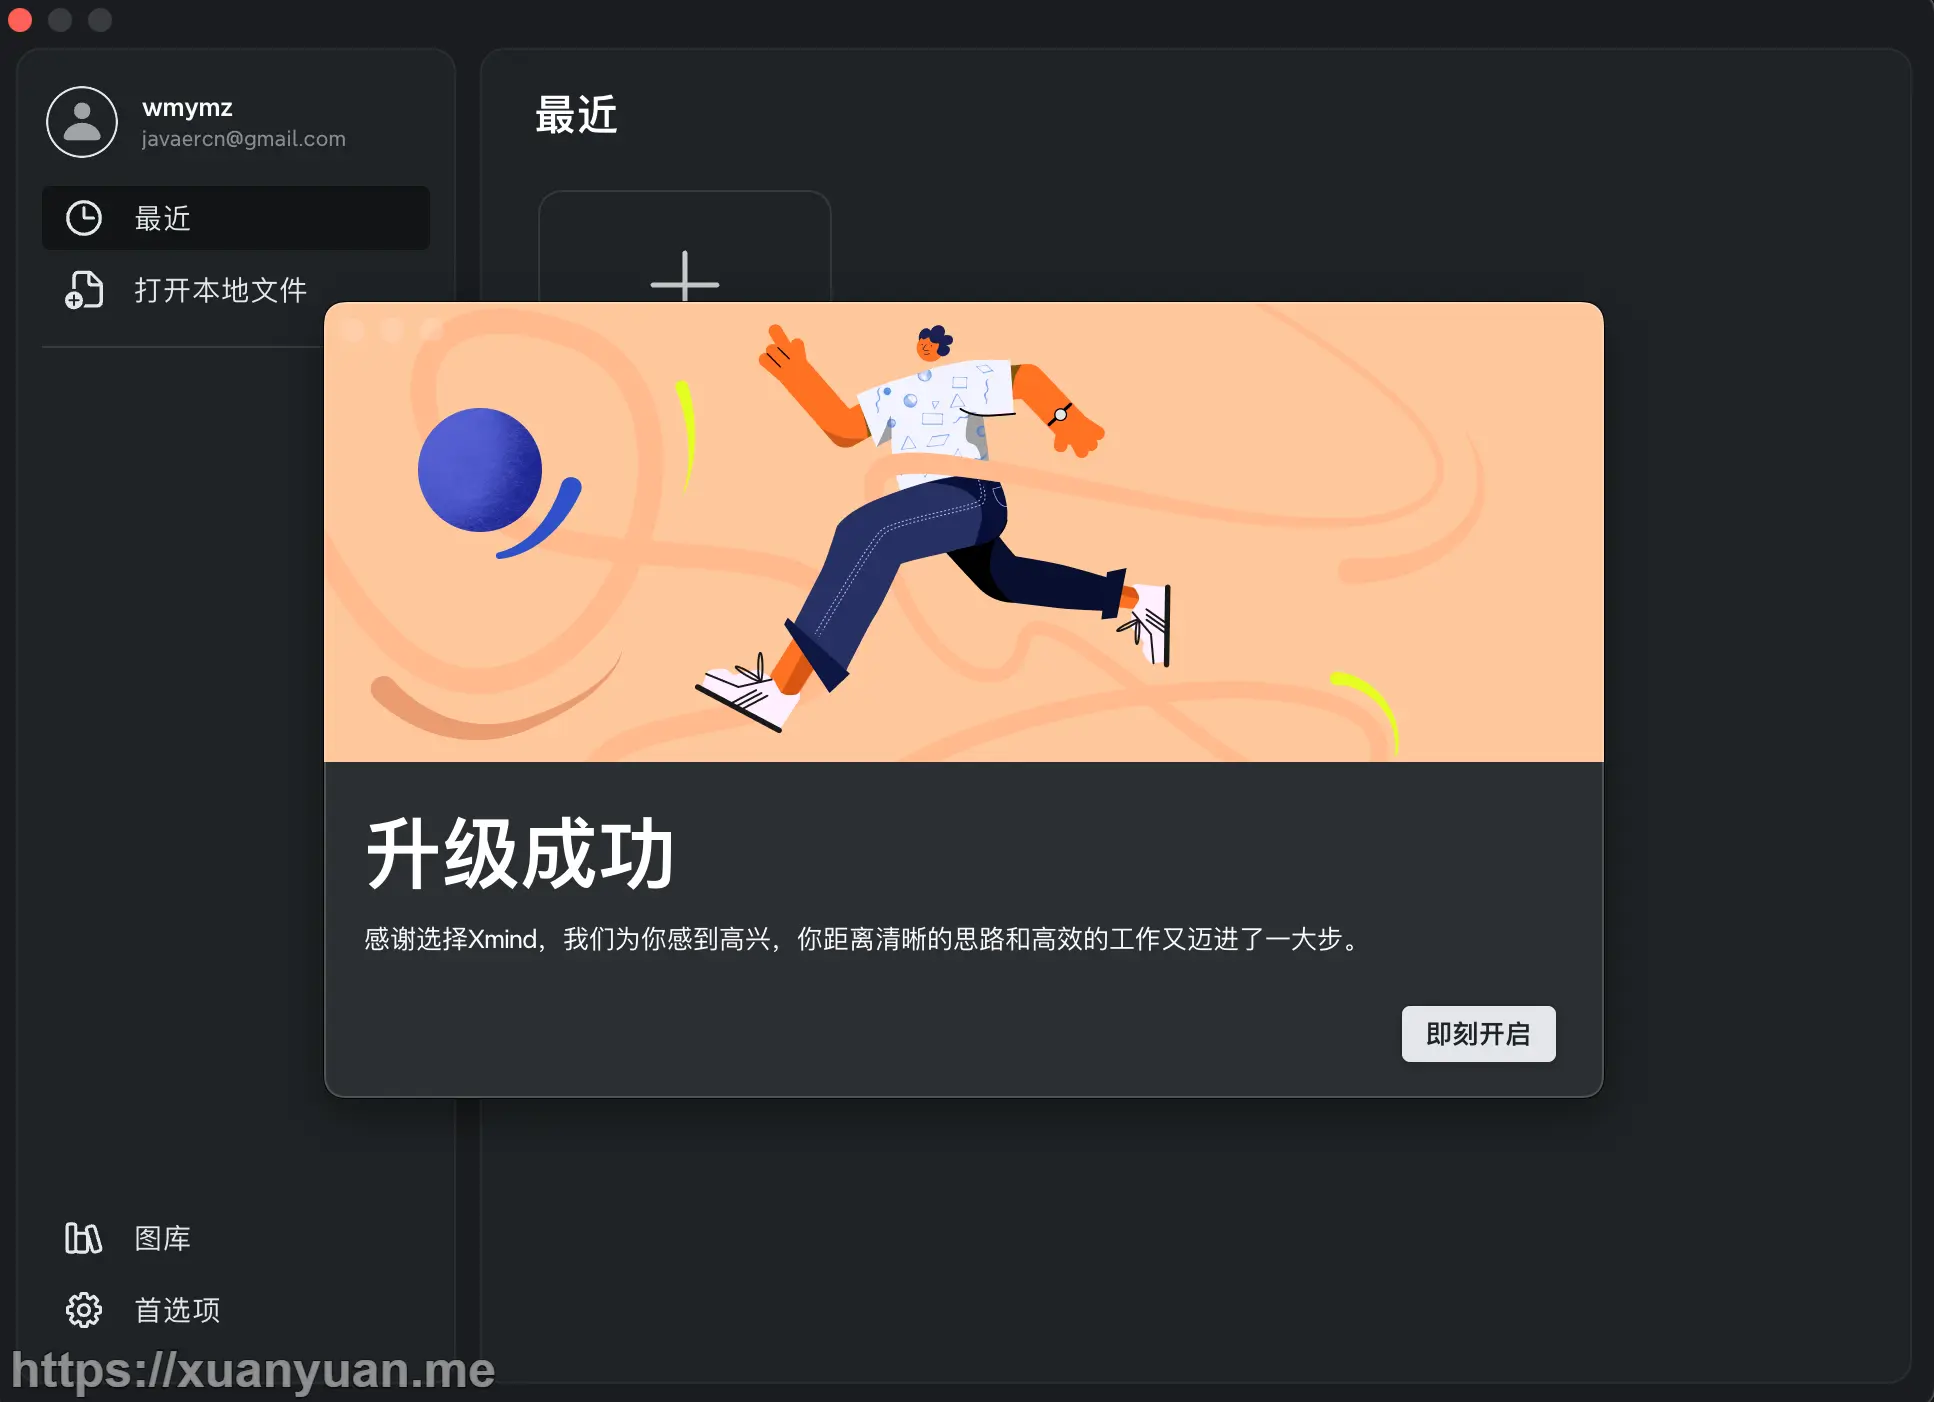 wmymz
javaercn@gmail.com
最近
打开本地文件
最近
升级成功
感谢选择Xmind，我们为你感到高兴，你距离清晰的思路和高效的工作又迈进了一大步。
即刻开启
图库
首选项
https://xuanyuan.me